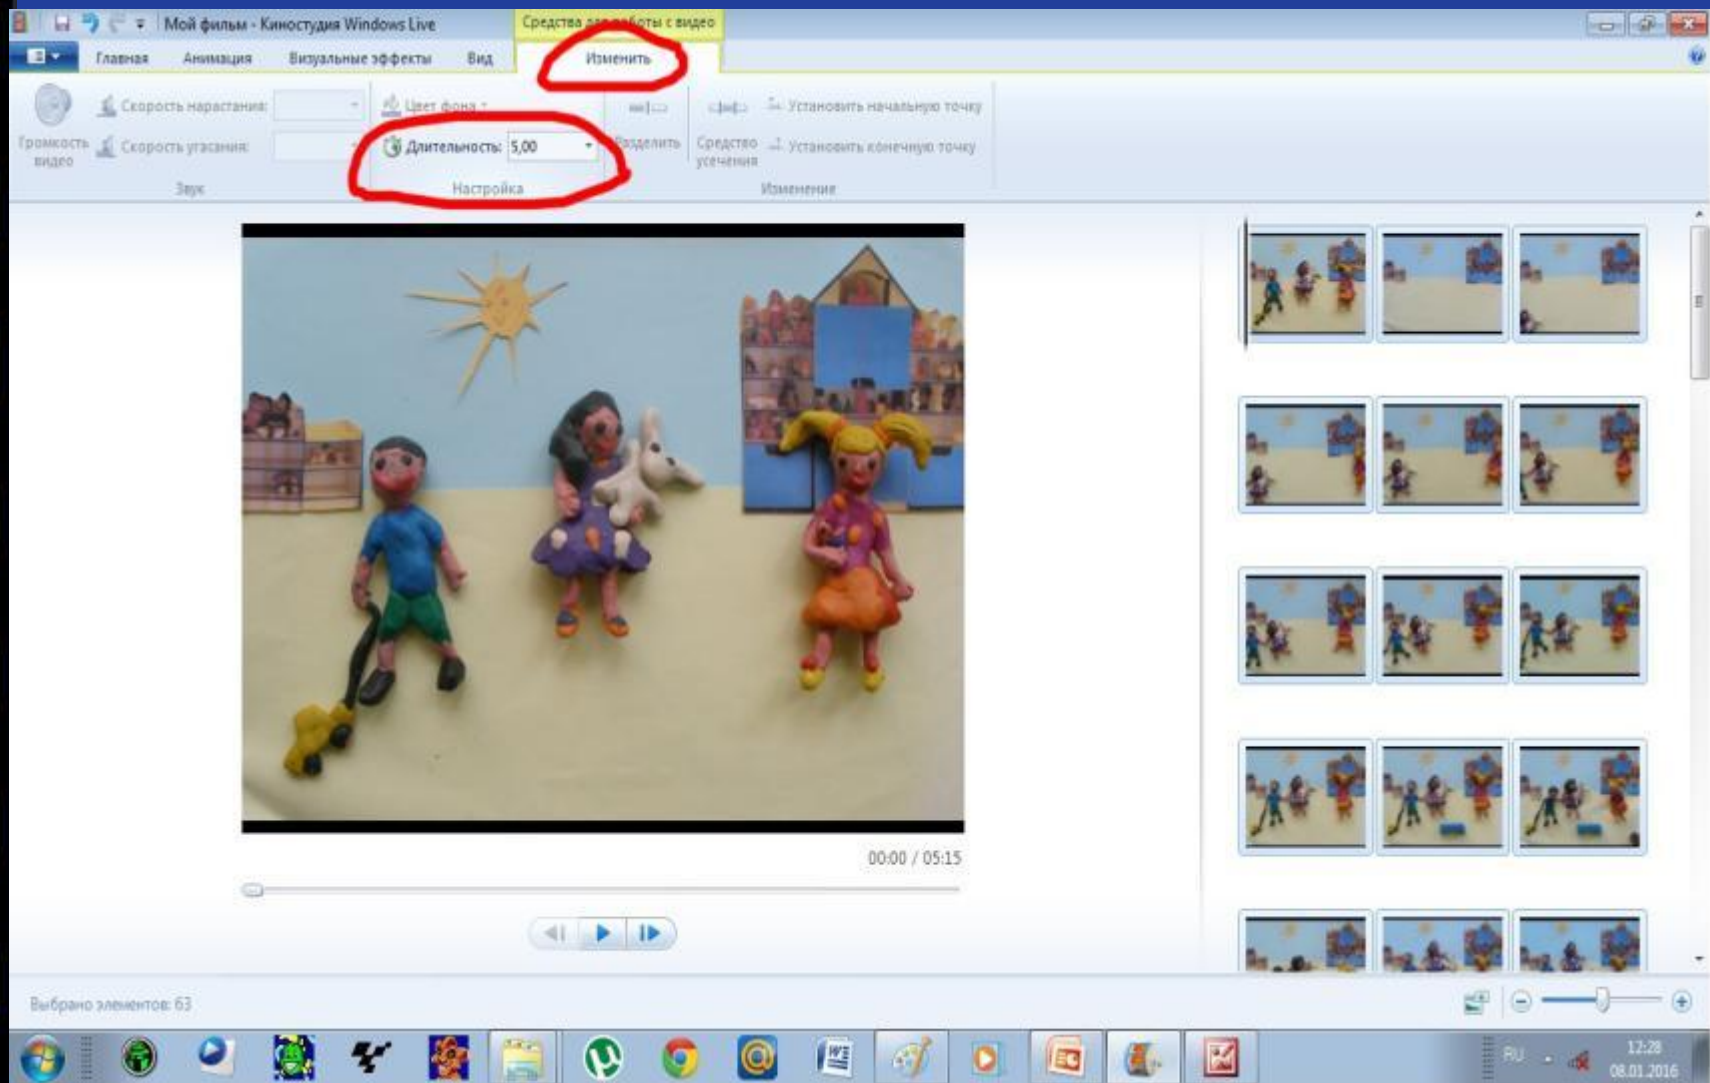 Мой фильм - Киностудия Windows Live
Средства для работы с видео
Главная Анимация Визуальные эффекты Вид Изменить
Скорость нарастания: Цвет фона Установить начальную точку
Громкость видео Скорость угасания: Длительность: 5,00 Разделить Средство усечения Установить конечную точку
Звук Настройка Изменение
00:00 / 05:15
Выбрано элементов: 63
RU 12:28
08.01.2016